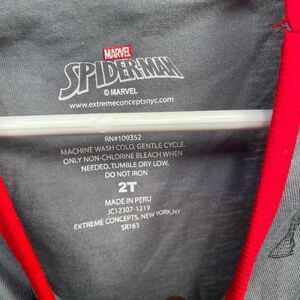 MARVEL
SPIDER-MAN
© MARVEL
www.extremeconceptsnyc.com
RN#109352
MACHINE WASH COLD, GENTLE CYCLE.
ONLY NON-CHLORINE BLEACH WHEN
NEEDED. TUMBLE DRY LOW.
DO NOT IRON
2T
MADE IN PERU
JC12307-1219
EXTREME CONCEPTS, NEW YORK, NY
SR163